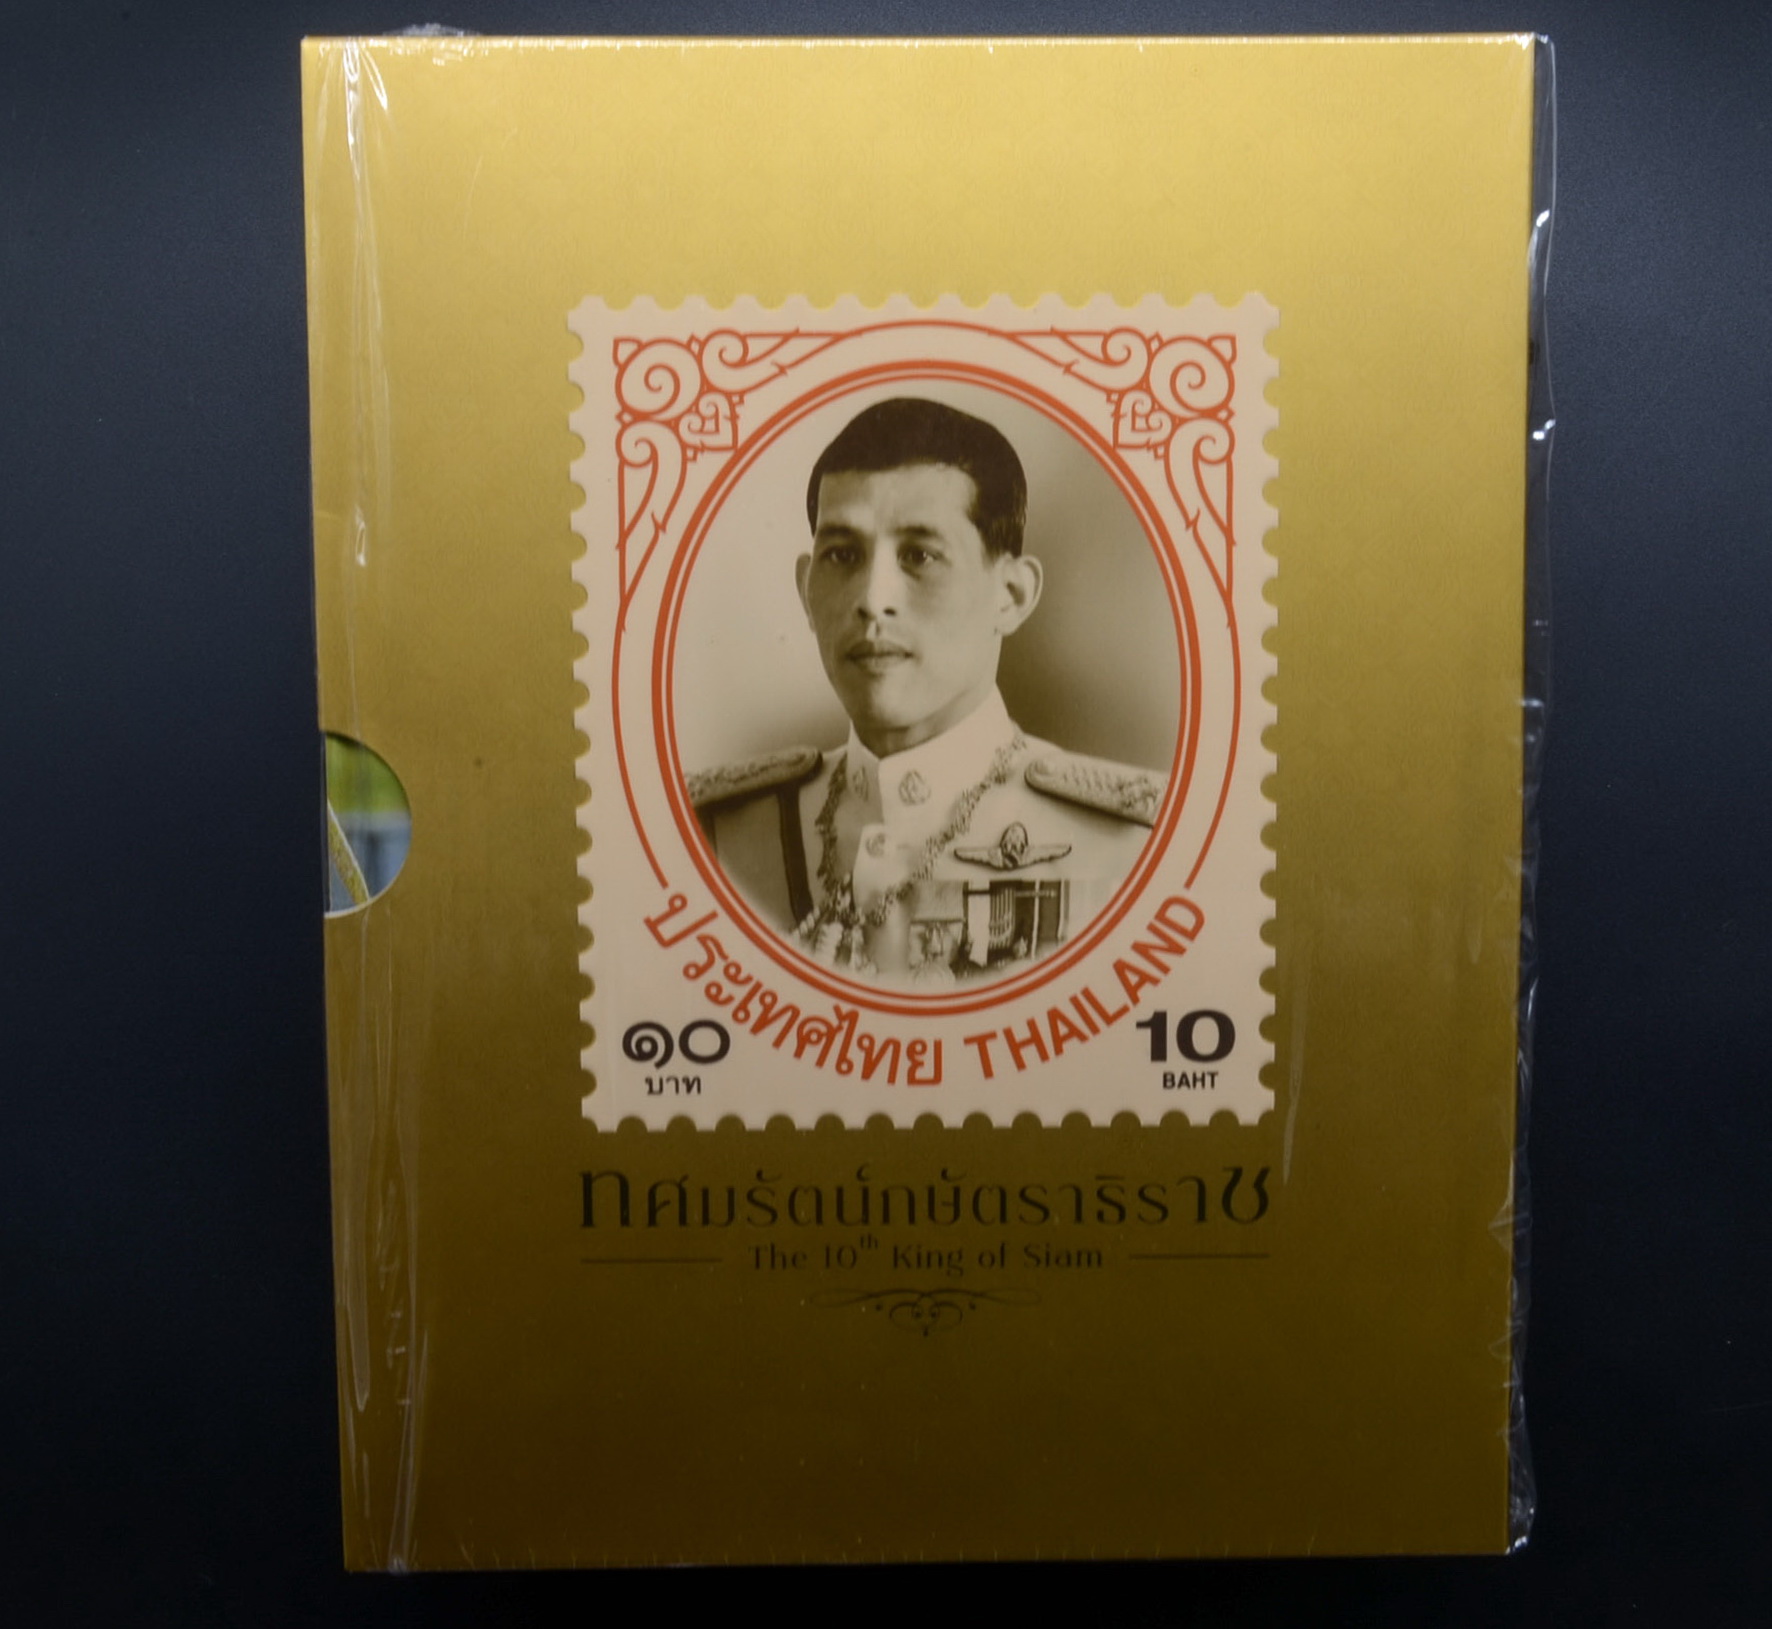 ประเทศไทย THAILAND
๑๐
บาท
10
BAHT
ทศมรัตน์กษัตราธิราช
The 10th King of Siam